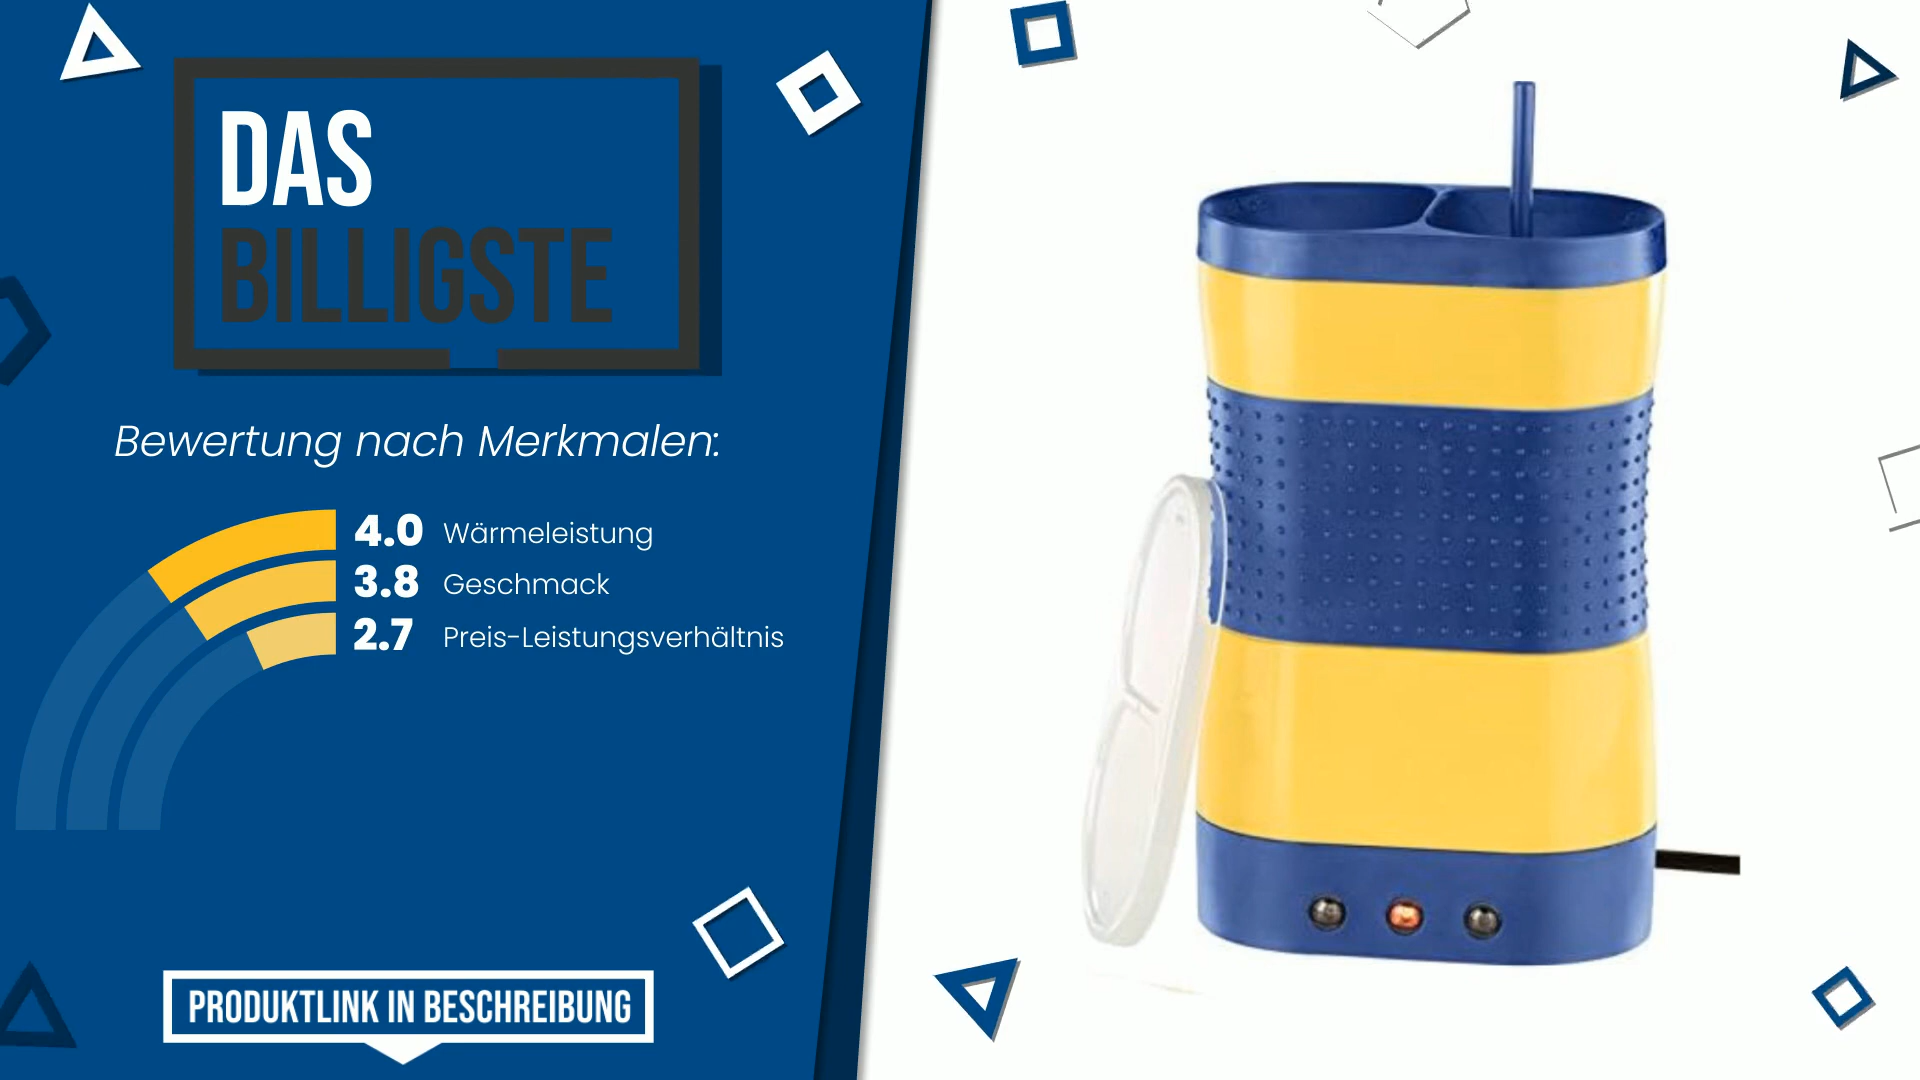 DAS
BILLIGSTE
Bewertung nach Merkmalen:
4.0 Wärmeleistung
3.8 Geschmack
2.7 Preis-Leistungsverhältnis
PRODUKTLINK IN BESCHREIBUNG